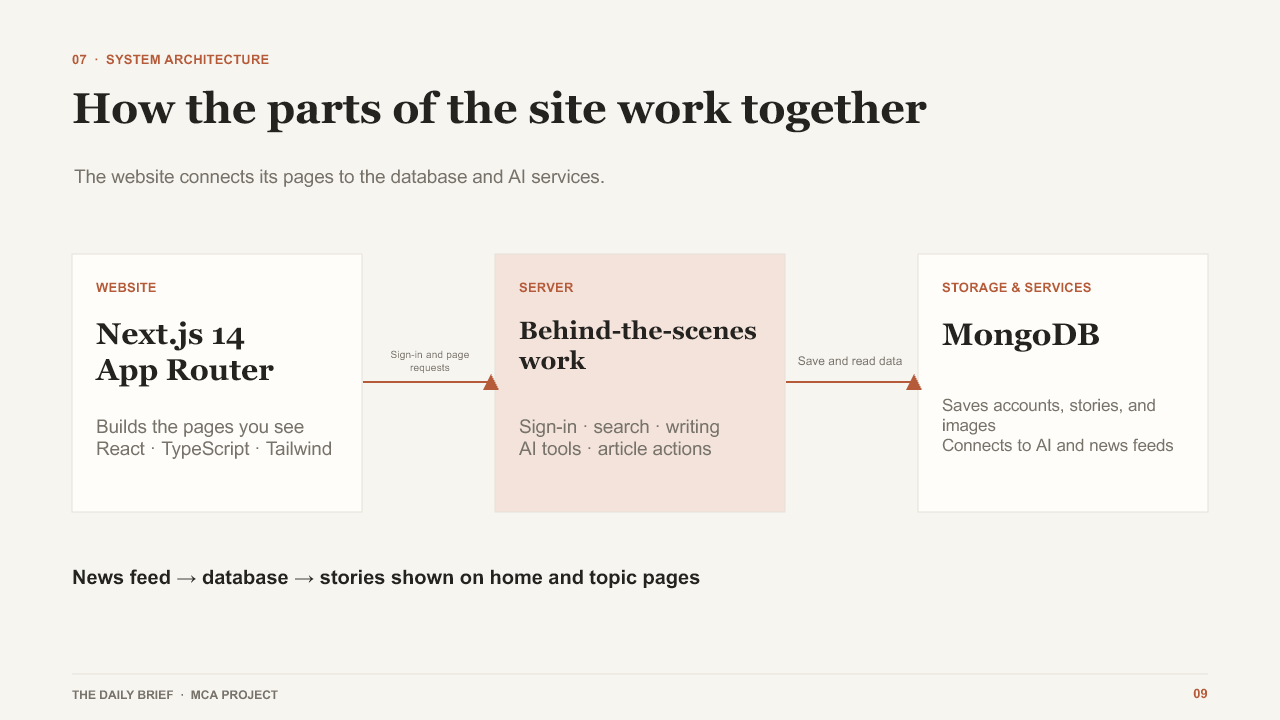 07 · SYSTEM ARCHITECTURE
How the parts of the site work together
The website connects its pages to the database and AI services.
WEBSITE
Next.js 14
App Router
Builds the pages you see
React · TypeScript · Tailwind
Sign-in and page
requests
SERVER
Behind-the-scenes
work
Sign-in · search · writing
AI tools · article actions
Save and read data
STORAGE & SERVICES
MongoDB
Saves accounts, stories, and
images
Connects to AI and news feeds
News feed → database → stories shown on home and topic pages
THE DAILY BRIEF · MCA PROJECT
09